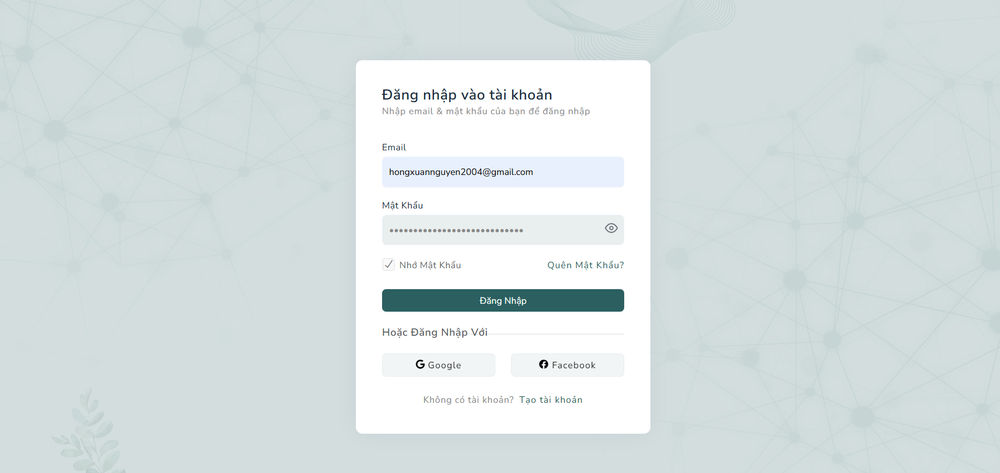 Đăng nhập vào tài khoản
Nhập email & mật khẩu của bạn để đăng nhập
Email
hongxuannguyen2004@gmail.com
Mật Khẩu
••••••••••••••••••••••••••••
Nhớ Mật Khẩu Quên Mật Khẩu?
Đăng Nhập
Hoặc Đăng Nhập Với
Google Facebook
Không có tài khoản? Tạo tài khoản